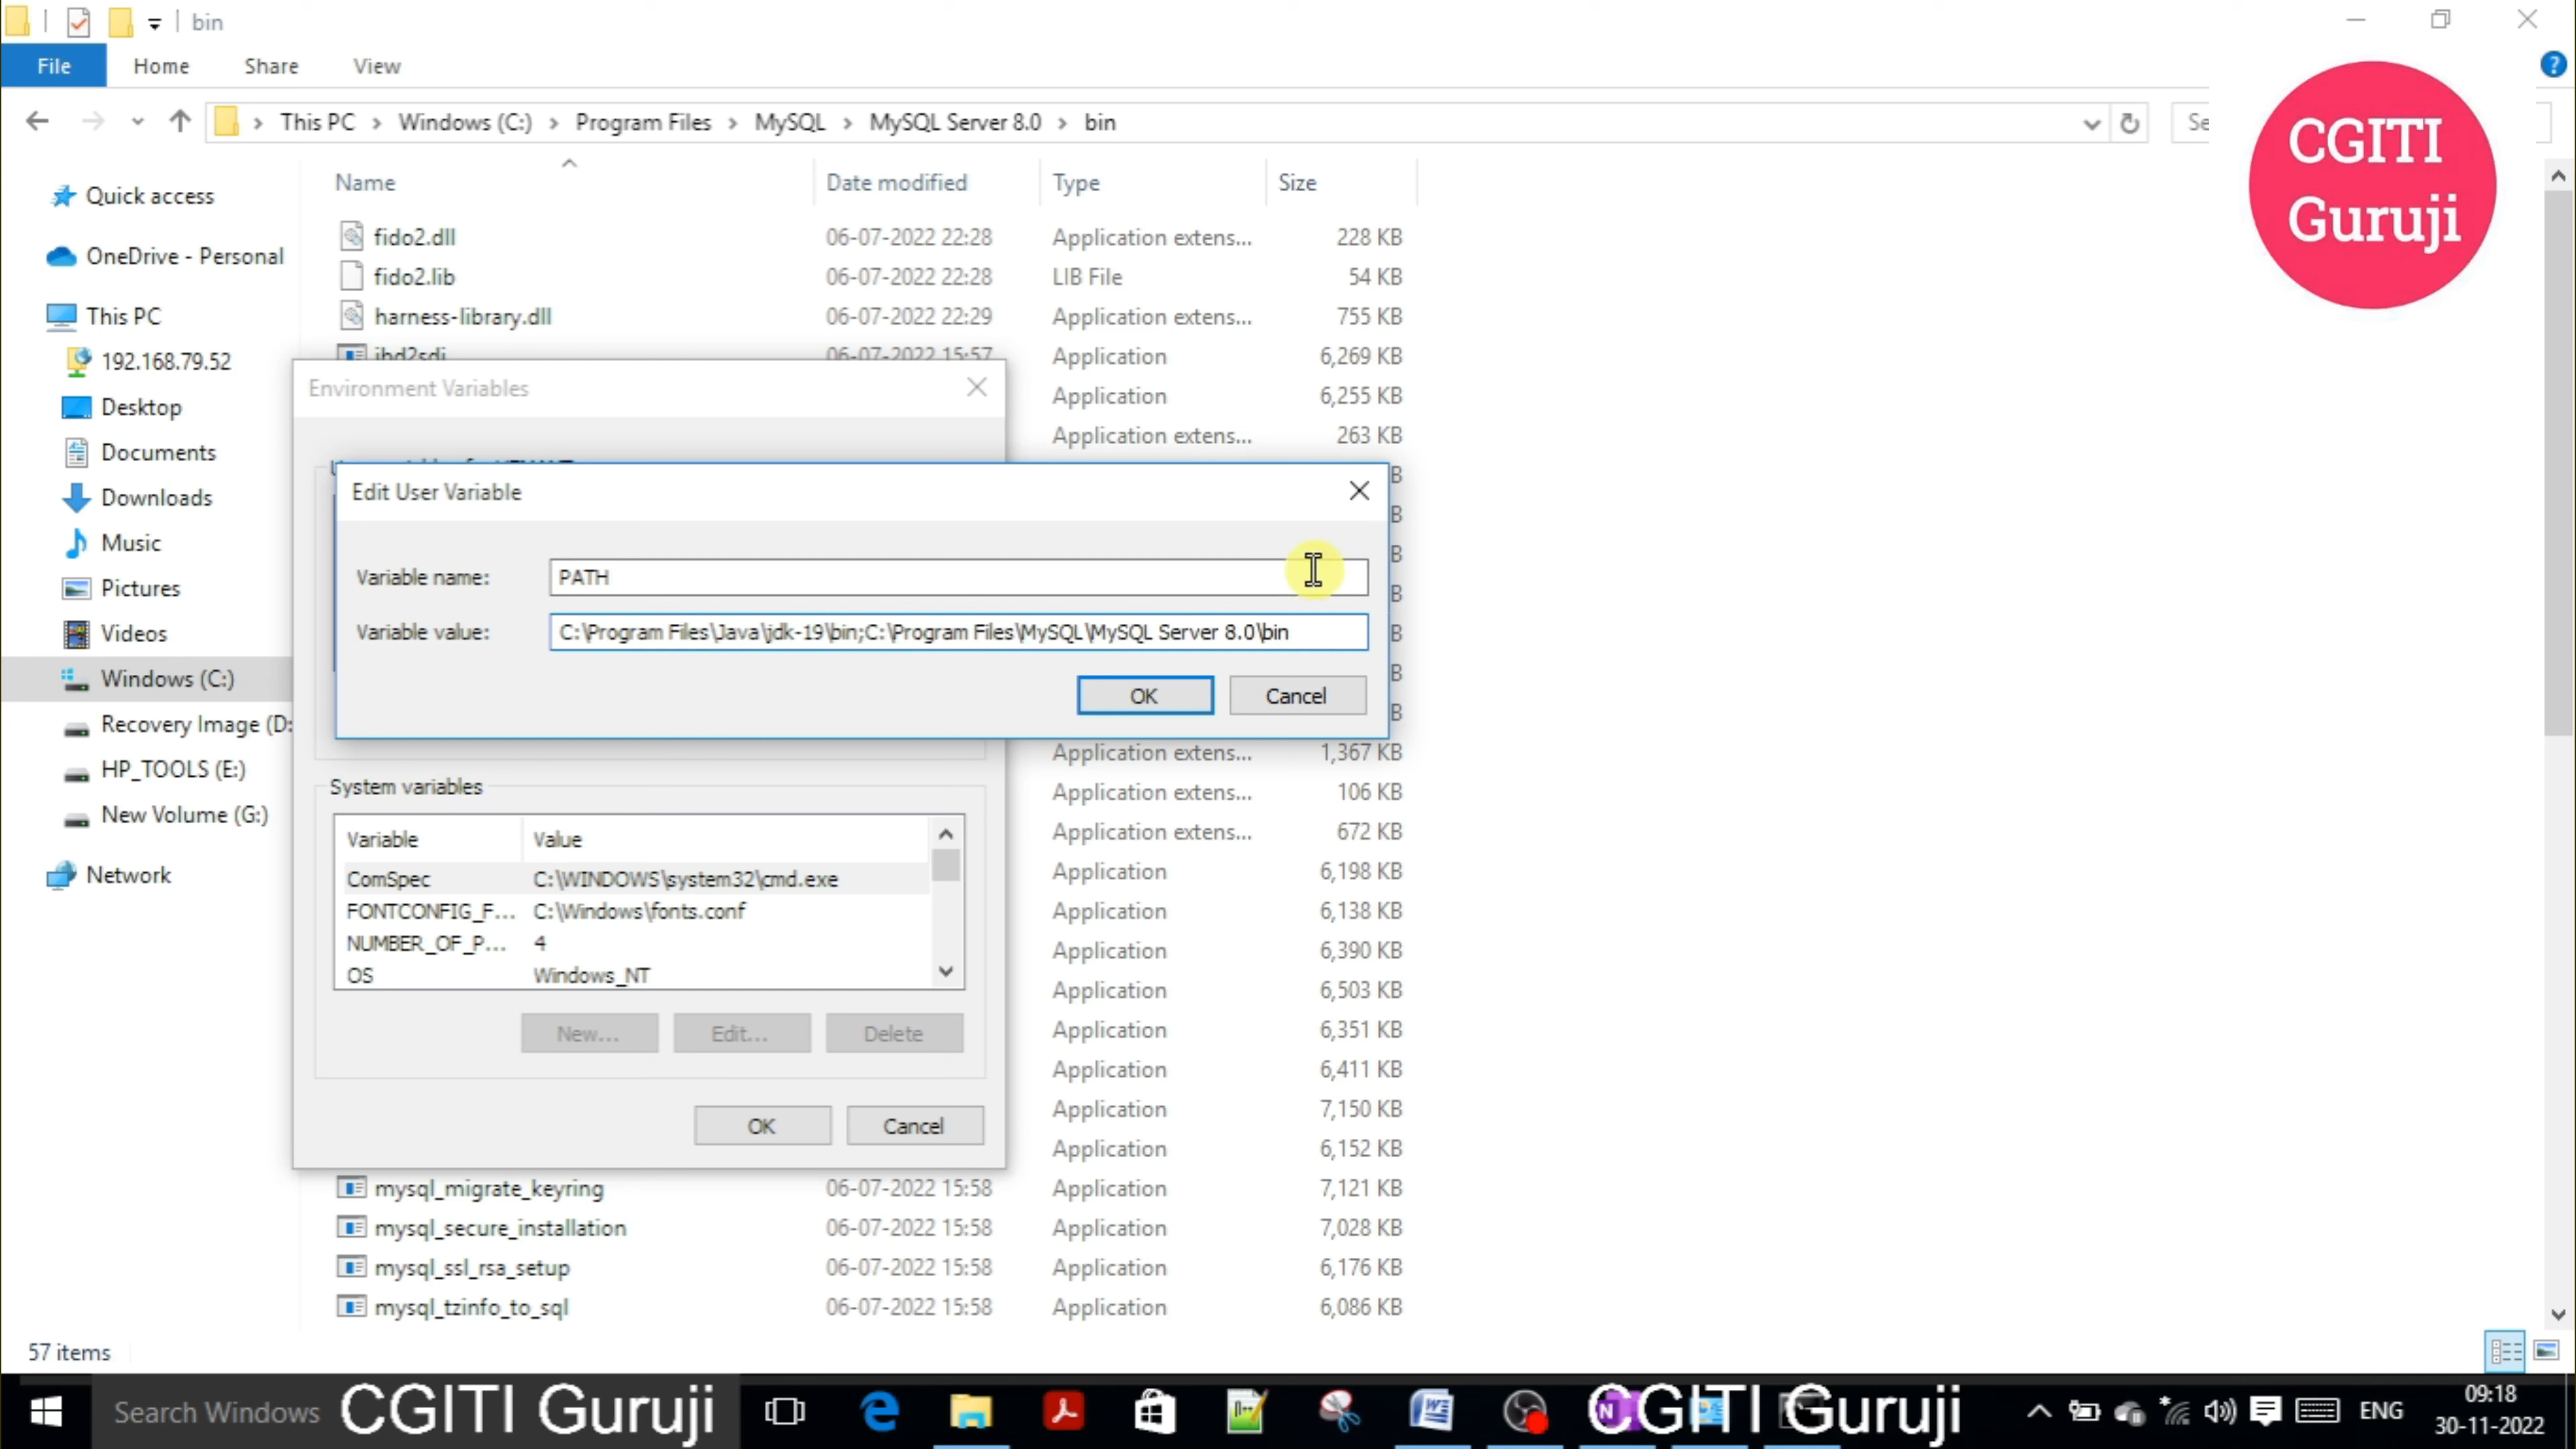 bin
File Home Share View
This PC Windows (C:) Program Files MySQL MySQL Server 8.0 bin
CGITI
Guruji
Name Date modified Type Size
Quick access
OneDrive - Personal
This PC
192.168.79.52
Desktop
Documents
Downloads
Music
Pictures
Videos
Windows (C:)
Recovery Image (D:
HP_TOOLS (E:)
New Volume (G:)
Network
fido2.dll 06-07-2022 22:28 Application extens... 228 KB
fido2.lib 06-07-2022 22:28 LIB File 54 KB
harness-library.dll 06-07-2022 22:29 Application extens... 755 KB
ibd2sdi 06-07-2022 15:57 Application 6,269 KB
Application 6,255 KB
Application extens... 263 KB
Environment Variables
Edit User Variable
Variable name: PATH
Variable value: C:\Program Files\Java\jdk-19\bin;C:\Program Files\MySQL\MySQL Server 8.0\bin
OK Cancel
Application extens... 1,367 KB
Application extens... 106 KB
Application extens... 672 KB
Application 6,198 KB
Application 6,138 KB
Application 6,390 KB
Application 6,503 KB
Application 6,351 KB
Application 6,411 KB
Application 7,150 KB
Application 6,152 KB
System variables
Variable Value
ComSpec C:\WINDOWS\system32\cmd.exe
FONTCONFIG_F... C:\Windows\fonts.conf
NUMBER_OF_P... 4
OS Windows_NT
New... Edit... Delete
OK Cancel
mysql_migrate_keyring 06-07-2022 15:58 Application 7,121 KB
mysql_secure_installation 06-07-2022 15:58 Application 7,028 KB
mysql_ssl_rsa_setup 06-07-2022 15:58 Application 6,176 KB
mysql_tzinfo_to_sql 06-07-2022 15:58 Application 6,086 KB
57 items
Search Windows CGITI Guruji CGITI Guruji ENG 09:18
30-11-2022